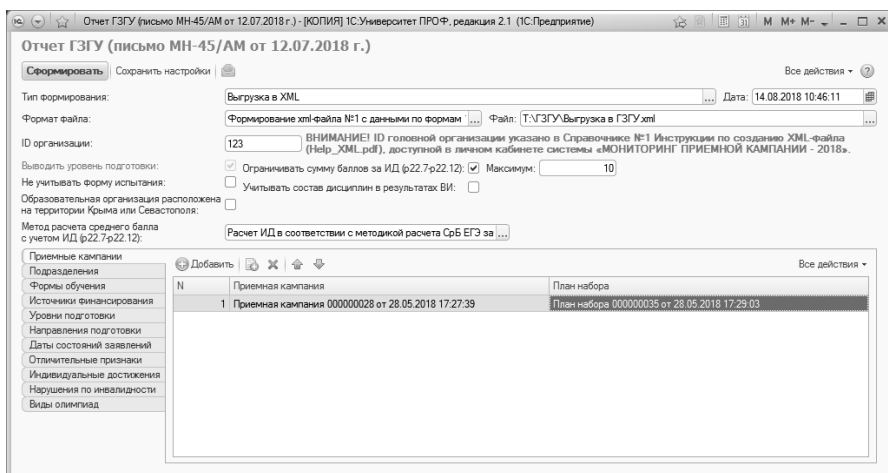 Отчет ГЗГУ (письмо МН-45/АМ от 12.07.2018 г.) - [КОПИЯ] 1С:Университет ПРОФ, редакция 2.1 (1С:Предприятие)
M M+ M-
Отчет ГЗГУ (письмо МН-45/АМ от 12.07.2018 г.)
Сформировать Сохранить настройки Все действия
Тип формирования: Выгрузка в XML ... Дата: 14.08.2018 10:46:11
Формат файла: Формирование xml-файла №1 с данными по формам ... Файл: T:\ГЗГУ\Выгрузка в ГЗГУ.xml ...
ID организации: 123 ВНИМАНИЕ! ID головной организации указано в Справочнике №1 Инструкции по созданию XML-файла
(Help_XML.pdf), доступной в личном кабинете системы «МОНИТОРИНГ ПРИЕМНОЙ КАМПАНИИ - 2018».
Выводить уровень подготовки: Ограничивать сумму баллов за ИД (р22.7-р22.12): Максимум: 10
Не учитывать форму испытания: Учитывать состав дисциплин в результатах ВИ:
Образовательная организация расположена
на территории Крыма или Севастополя:
Метод расчета среднего балла
с учетом ИД (р22.7-р22.12): Расчет ИД в соответствии с методикой расчета СрБ ЕГЭ за ...
Приемные кампании
Подразделения
Формы обучения
Источники финансирования
Уровни подготовки
Направления подготовки
Даты состояний заявлений
Отличительные признаки
Индивидуальные достижения
Нарушения по инвалидности
Виды олимпиад
Добавить Все действия
N Приемная кампания План набора
1 Приемная кампания 000000028 от 28.05.2018 17:27:39 План набора 000000035 от 28.05.2018 17:29:03